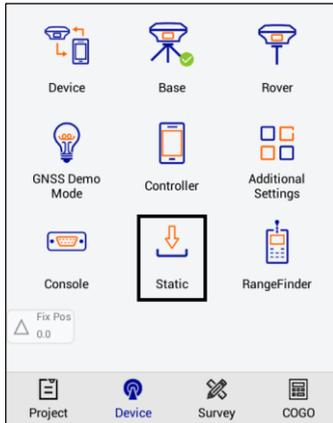 Device
Base
Rover
GNSS Demo
Mode
Controller
Additional
Settings
Console
Static
RangeFinder
Fix Pos
0.0
Project
Device
Survey
COGO